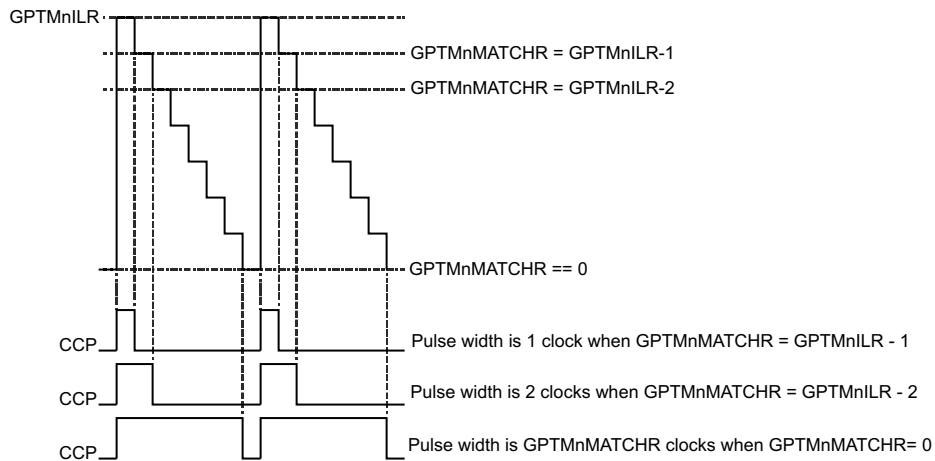 GPTMnILR
GPTMnMATCHR = GPTMnILR-1
GPTMnMATCHR = GPTMnILR-2
GPTMnMATCHR == 0
CCP
Pulse width is 1 clock when GPTMnMATCHR = GPTMnILR - 1
CCP
Pulse width is 2 clocks when GPTMnMATCHR = GPTMnILR - 2
CCP
Pulse width is GPTMnMATCHR clocks when GPTMnMATCHR= 0